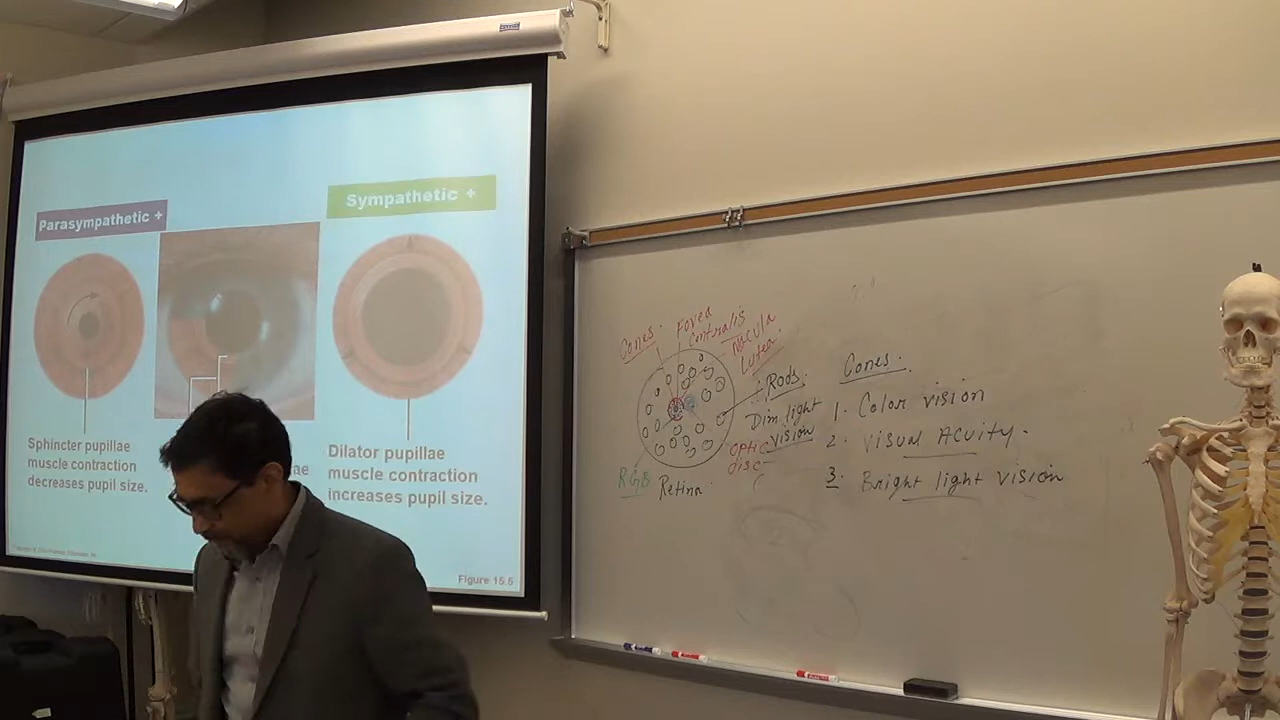 Parasympathetic +
Sympathetic +
Sphincter pupillae
muscle contraction
decreases pupil size.
Dilator pupillae
muscle contraction
increases pupil size.
Figure 15.5
Cones.
Fovea
Centralis
Macula
Lutea.
Rods.
Dim light
vision
Optic
disc
RGB
Retina.
Cones.
1. Color vision
2. Visual Acuity.
3. Bright light vision